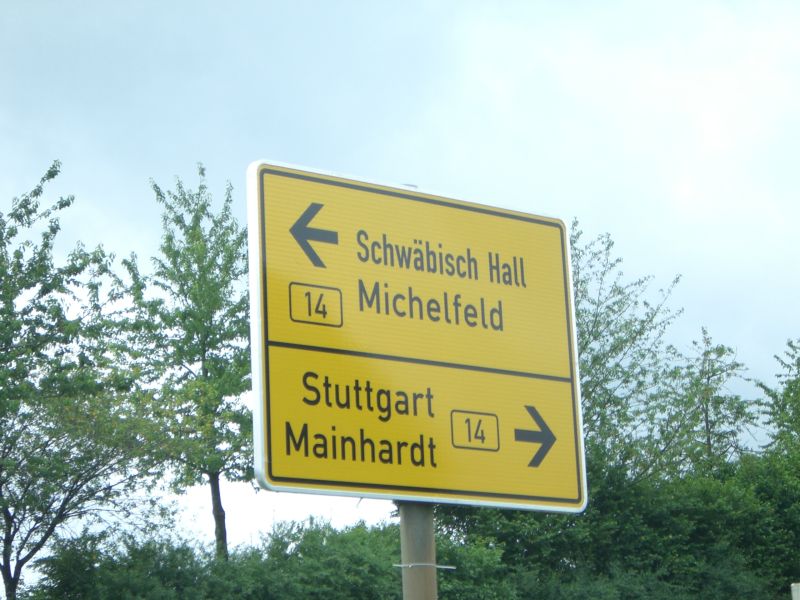 Schwäbisch Hall
14 Michelfeld
Stuttgart
Mainhardt 14